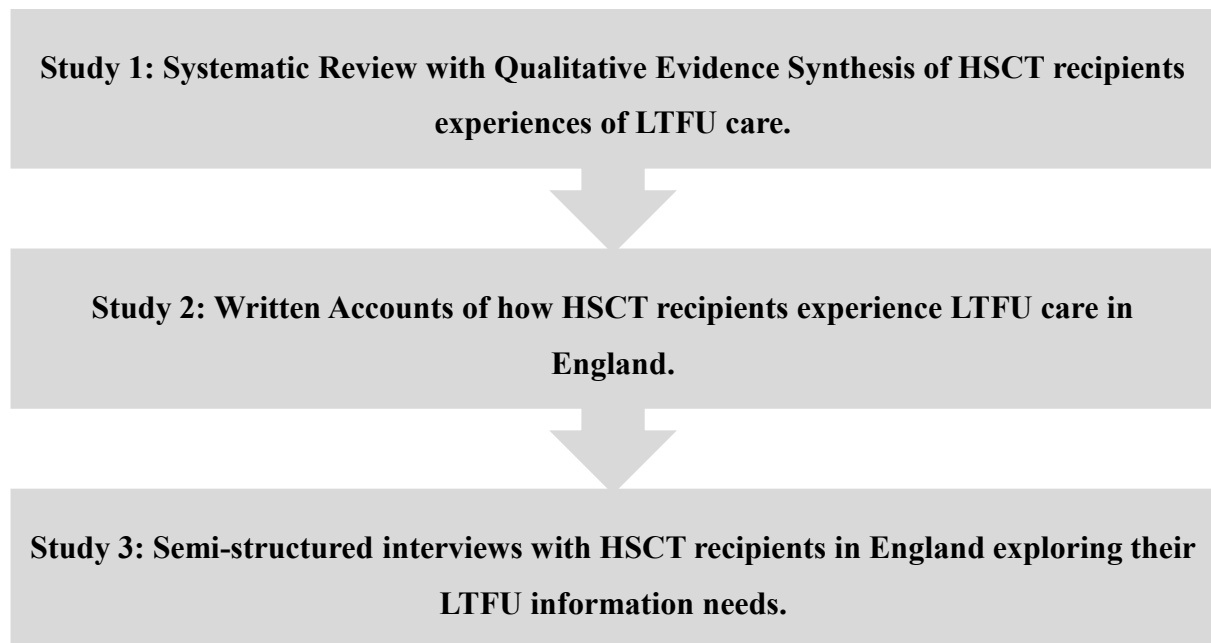 Study 1: Systematic Review with Qualitative Evidence Synthesis of HSCT recipients
experiences of LTFU care.
Study 2: Written Accounts of how HSCT recipients experience LTFU care in
England.
Study 3: Semi-structured interviews with HSCT recipients in England exploring their
LTFU information needs.